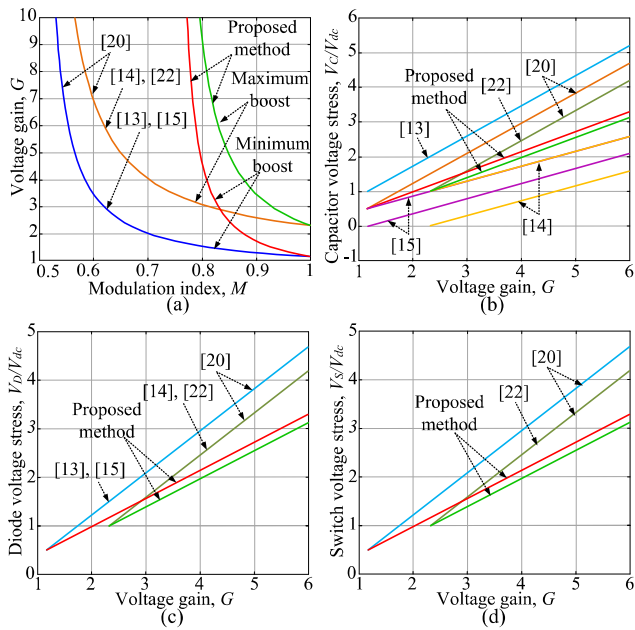 10
9
8
7
6
5
4
3
2
1
Voltage gain, G
[20]
[14], [22]
[13], [15]
Proposed
method
Maximum
boost
Minimum
boost
0.5 0.6 0.7 0.8 0.9 1
Modulation index, M
(a)
6
5
4
3
2
1
0
-1
Capacitor voltage stress, VC/Vdc
[20]
[22]
Proposed
method
[13]
[15]
[14]
1 2 3 4 5 6
Voltage gain, G
(b)
5
4
3
2
1
0
Diode voltage stress, VD/Vdc
[20]
[14], [22]
Proposed
method
[13], [15]
1 2 3 4 5 6
Voltage gain, G
(c)
5
4
3
2
1
0
Switch voltage stress, VS/Vdc
[20]
[22]
Proposed
method
1 2 3 4 5 6
Voltage gain, G
(d)